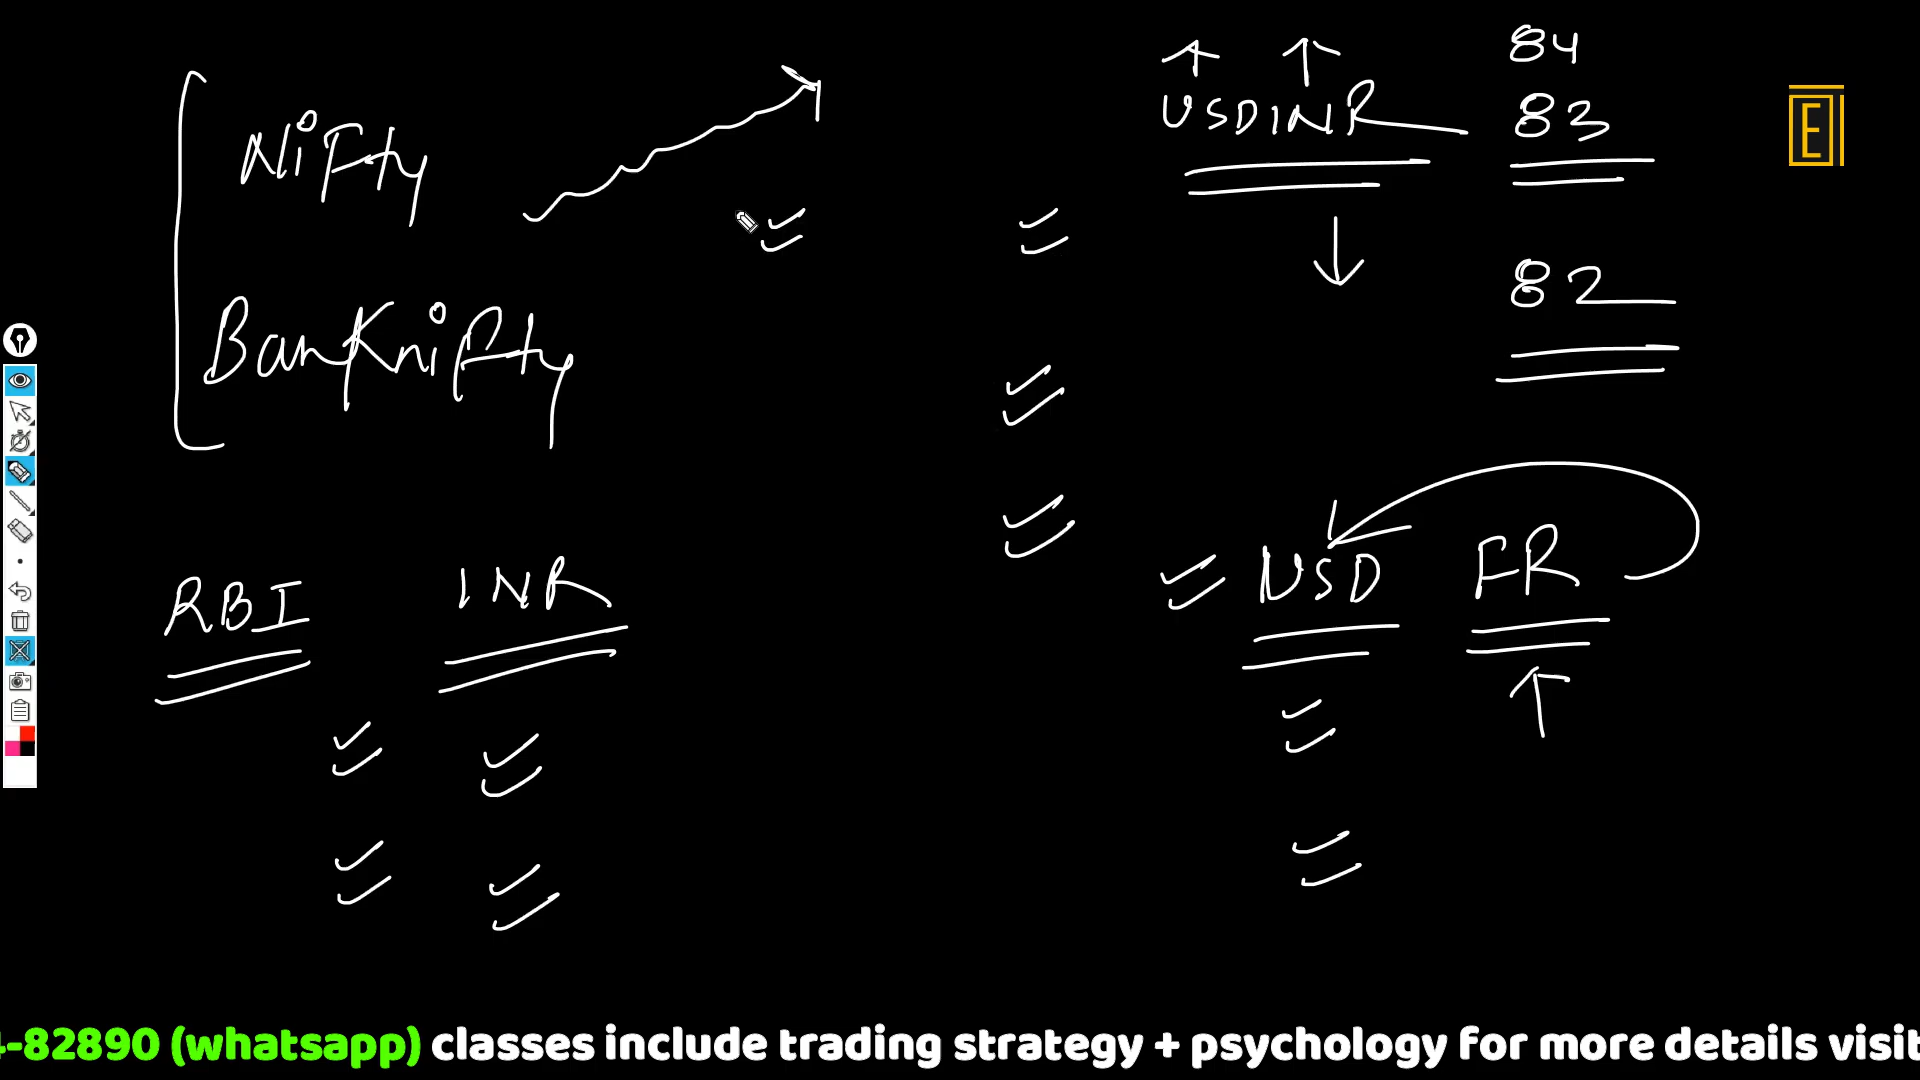 Nifty
BankNifty
RBI INR
USDINR
84
83
82
USD FR
E
4-82890 (whatsapp) classes include trading strategy + psychology for more details visit